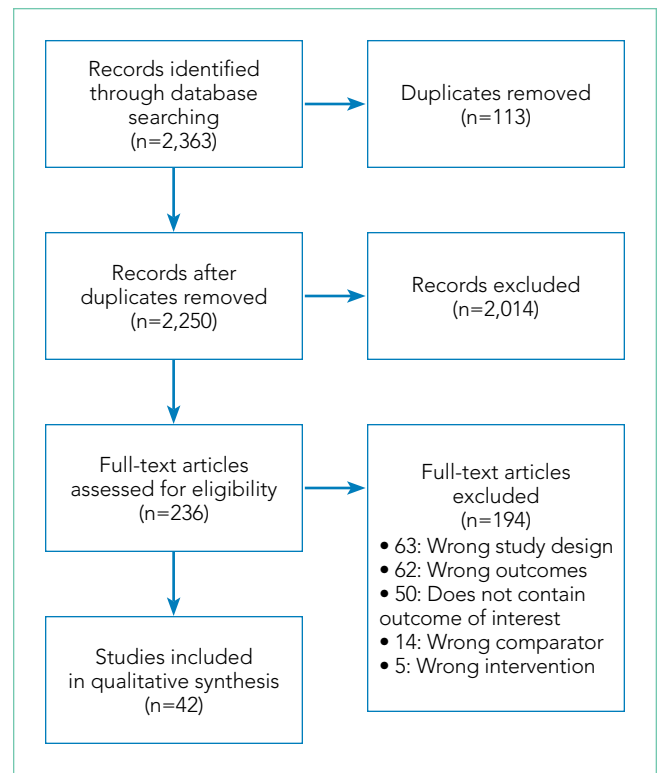 Records identified
through database
searching
(n=2,363)
Duplicates removed
(n=113)
Records after
duplicates removed
(n=2,250)
Records excluded
(n=2,014)
Full-text articles
assessed for eligibility
(n=236)
Full-text articles
excluded
(n=194)
• 63: Wrong study design
• 62: Wrong outcomes
• 50: Does not contain
outcome of interest
• 14: Wrong comparator
• 5: Wrong intervention
Studies included
in qualitative synthesis
(n=42)